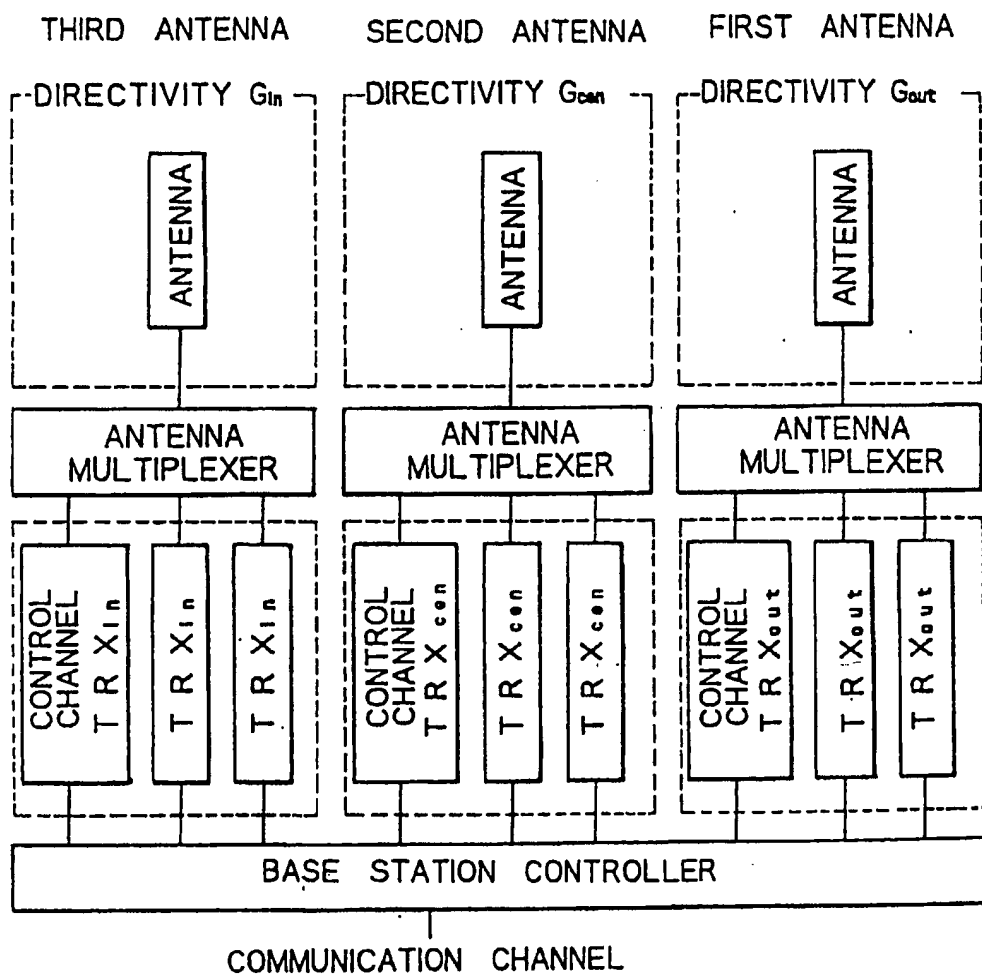 THIRD ANTENNA
SECOND ANTENNA
FIRST ANTENNA
DIRECTIVITY Gin
DIRECTIVITY Gcen
DIRECTIVITY Gout
ANTENNA
ANTENNA
ANTENNA
ANTENNA
MULTIPLEXER
ANTENNA
MULTIPLEXER
ANTENNA
MULTIPLEXER
CONTROL
CHANNEL
TRXin
TRXin
TRXin
CONTROL
CHANNEL
TRXcen
TRXcen
TRXcen
CONTROL
CHANNEL
TRXout
TRXout
TRXout
BASE STATION CONTROLLER
COMMUNICATION CHANNEL